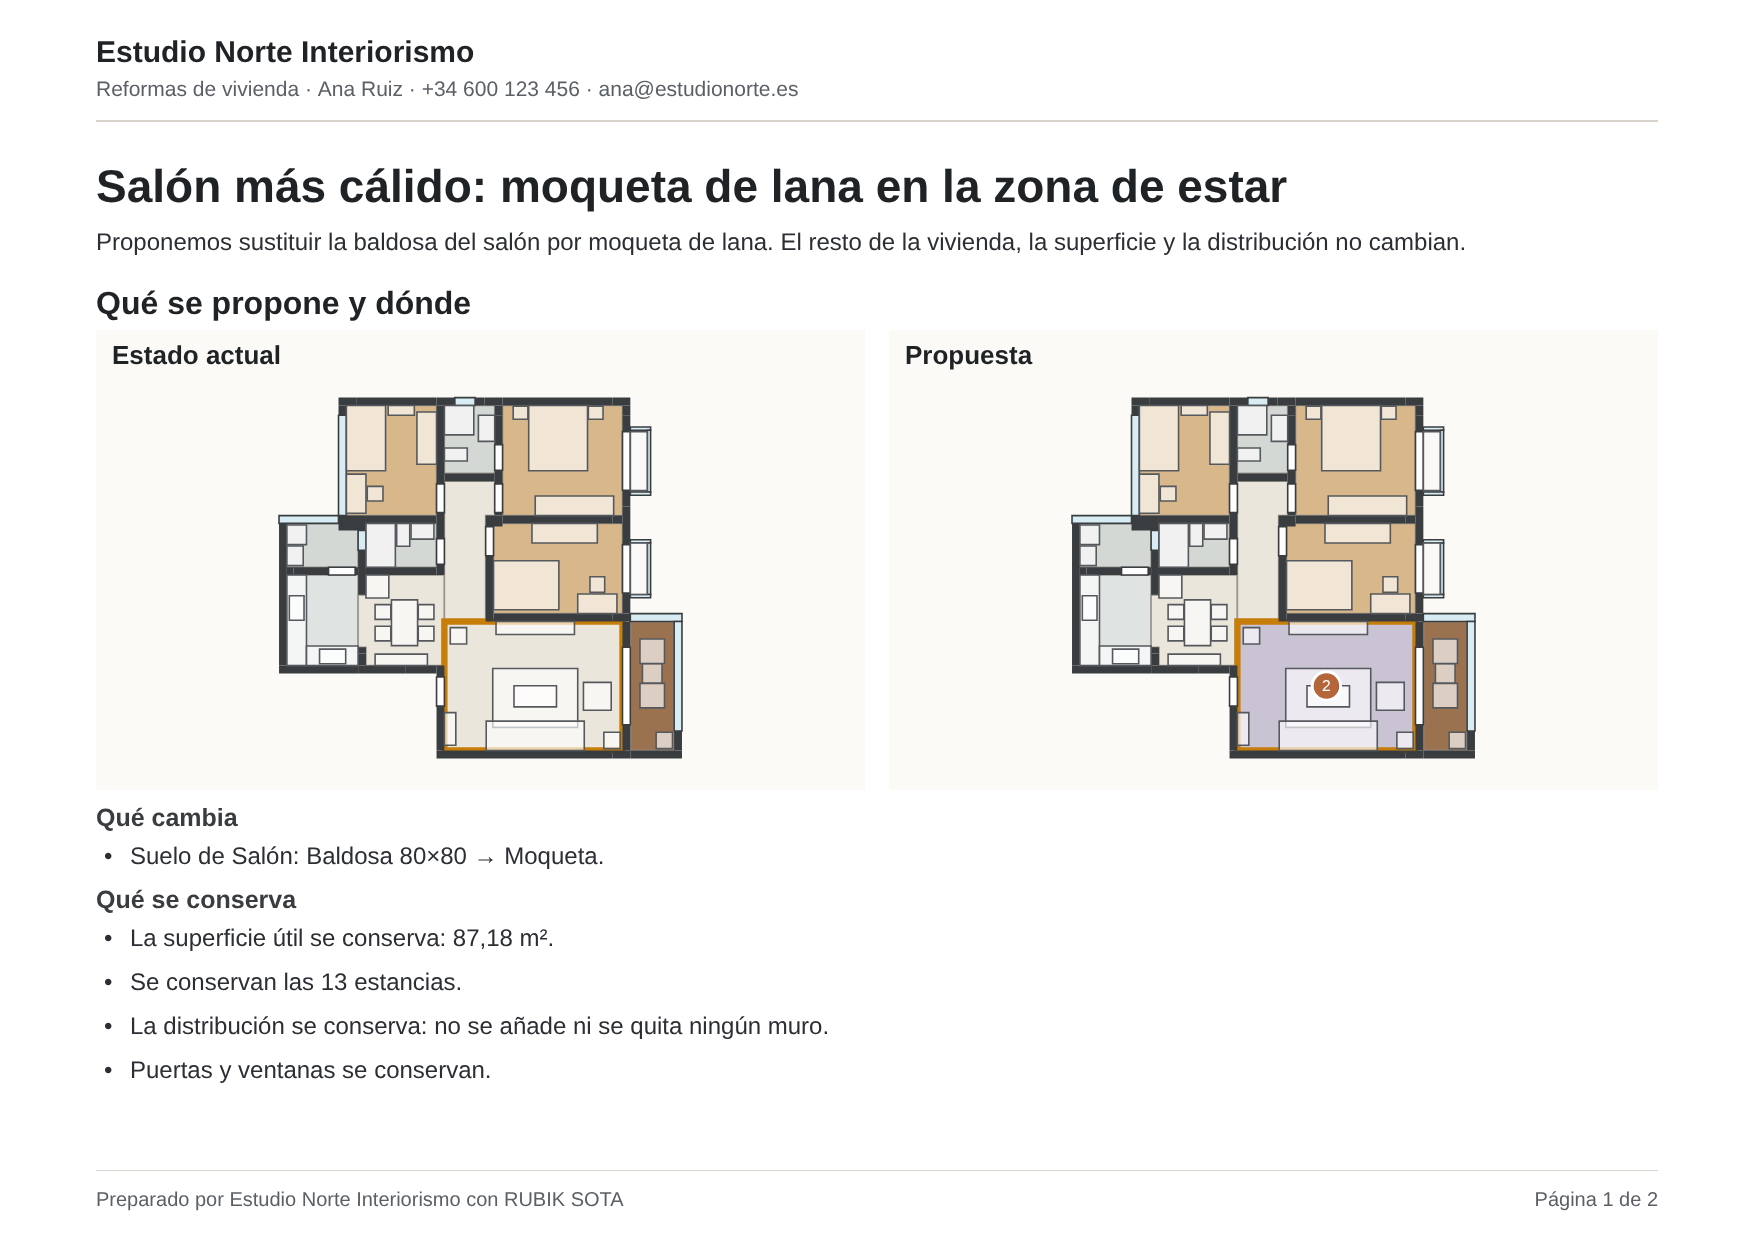 Estudio Norte Interiorismo
Reformas de vivienda · Ana Ruiz · +34 600 123 456 · ana@estudionorte.es
Salón más cálido: moqueta de lana en la zona de estar
Proponemos sustituir la baldosa del salón por moqueta de lana. El resto de la vivienda, la superficie y la distribución no cambian.
Qué se propone y dónde
Estado actual
Propuesta
2
Qué cambia
• Suelo de Salón: Baldosa 80×80 → Moqueta.
Qué se conserva
• La superficie útil se conserva: 87,18 m².
• Se conservan las 13 estancias.
• La distribución se conserva: no se añade ni se quita ningún muro.
• Puertas y ventanas se conservan.
Preparado por Estudio Norte Interiorismo con RUBIK SOTA
Página 1 de 2